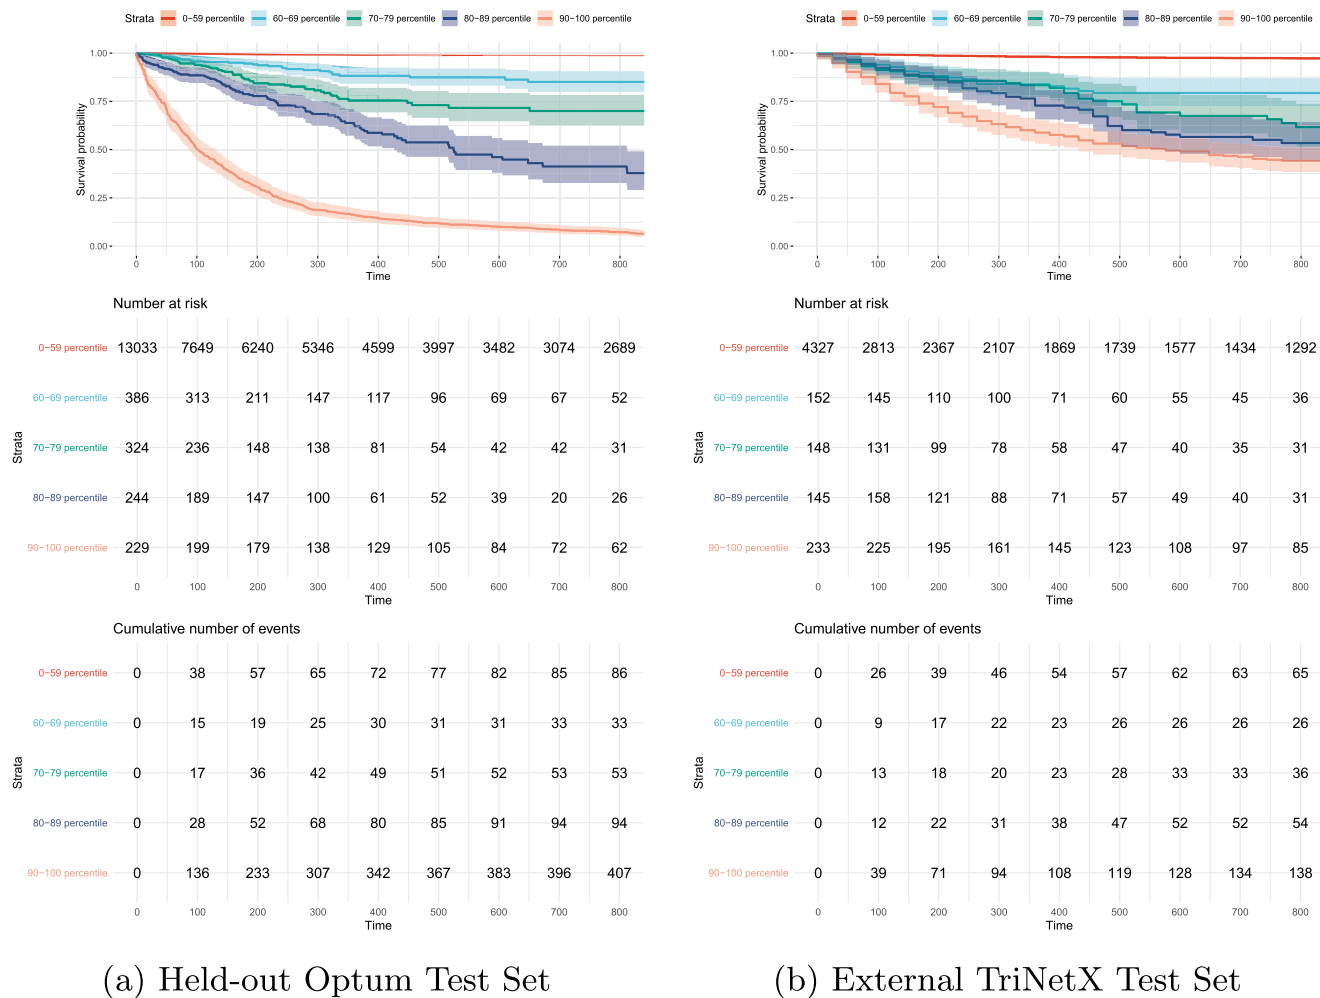 Strata 0−59 percentile 60−69 percentile 70−79 percentile 80−89 percentile 90−100 percentile
1.00
0.75
0.50
0.25
0.00
Survival probability
0 100 200 300 400 500 600 700 800
Time
Number at risk
0−59 percentile 13033 7649 6240 5346 4599 3997 3482 3074 2689
60−69 percentile 386 313 211 147 117 96 69 67 52
70−79 percentile 324 236 148 138 81 54 42 42 31
80−89 percentile 244 189 147 100 61 52 39 20 26
90−100 percentile 229 199 179 138 129 105 84 72 62
Strata
0 100 200 300 400 500 600 700 800
Time
Cumulative number of events
0−59 percentile 0 38 57 65 72 77 82 85 86
60−69 percentile 0 15 19 25 30 31 31 33 33
70−79 percentile 0 17 36 42 49 51 52 53 53
80−89 percentile 0 28 52 68 80 85 91 94 94
90−100 percentile 0 136 233 307 342 367 383 396 407
Strata
0 100 200 300 400 500 600 700 800
Time
(a) Held-out Optum Test Set
Strata 0−59 percentile 60−69 percentile 70−79 percentile 80−89 percentile 90−100 percentile
1.00
0.75
0.50
0.25
0.00
Survival probability
0 100 200 300 400 500 600 700 800
Time
Number at risk
0−59 percentile 4327 2813 2367 2107 1869 1739 1577 1434 1292
60−69 percentile 152 145 110 100 71 60 55 45 36
70−79 percentile 148 131 99 78 58 47 40 35 31
80−89 percentile 145 158 121 88 71 57 49 40 31
90−100 percentile 233 225 195 161 145 123 108 97 85
Strata
0 100 200 300 400 500 600 700 800
Time
Cumulative number of events
0−59 percentile 0 26 39 46 54 57 62 63 65
60−69 percentile 0 9 17 22 23 26 26 26 26
70−79 percentile 0 13 18 20 23 28 33 33 36
80−89 percentile 0 12 22 31 38 47 52 52 54
90−100 percentile 0 39 71 94 108 119 128 134 138
Strata
0 100 200 300 400 500 600 700 800
Time
(b) External TriNetX Test Set